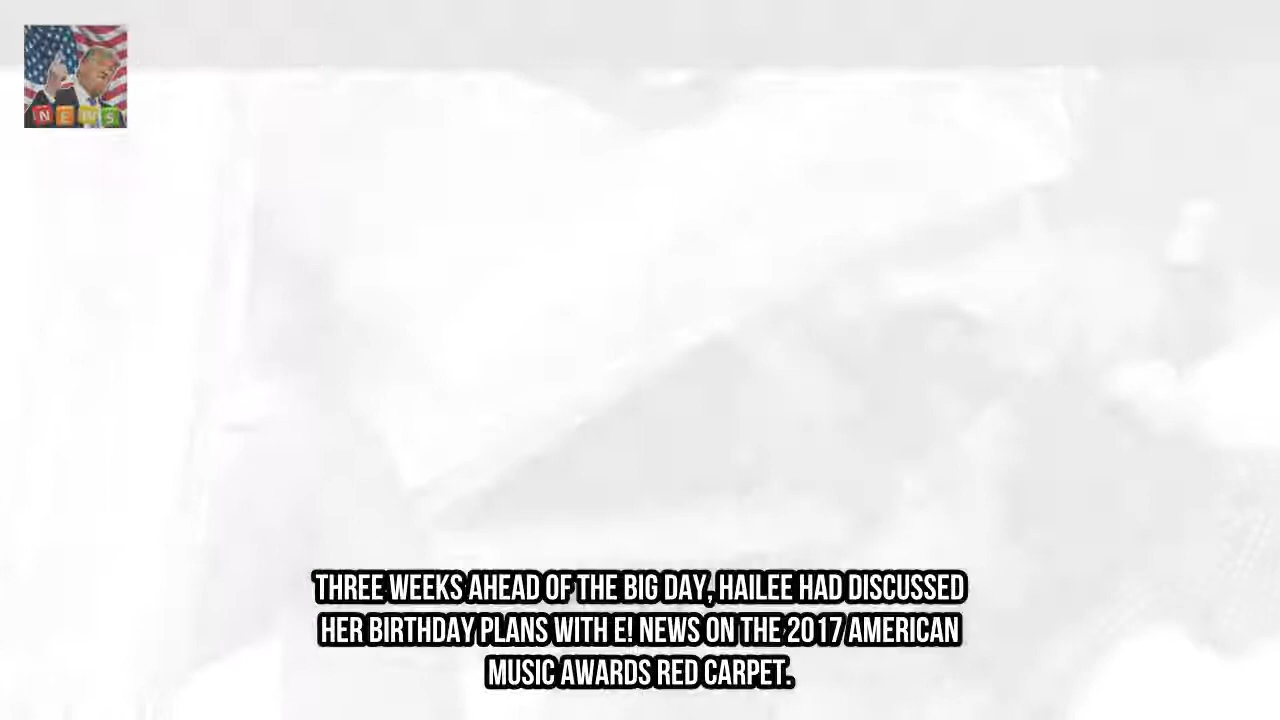 NEWS
THREE WEEKS AHEAD OF THE BIG DAY, HAILEE HAD DISCUSSED
HER BIRTHDAY PLANS WITH E! NEWS ON THE 2017 AMERICAN
MUSIC AWARDS RED CARPET.